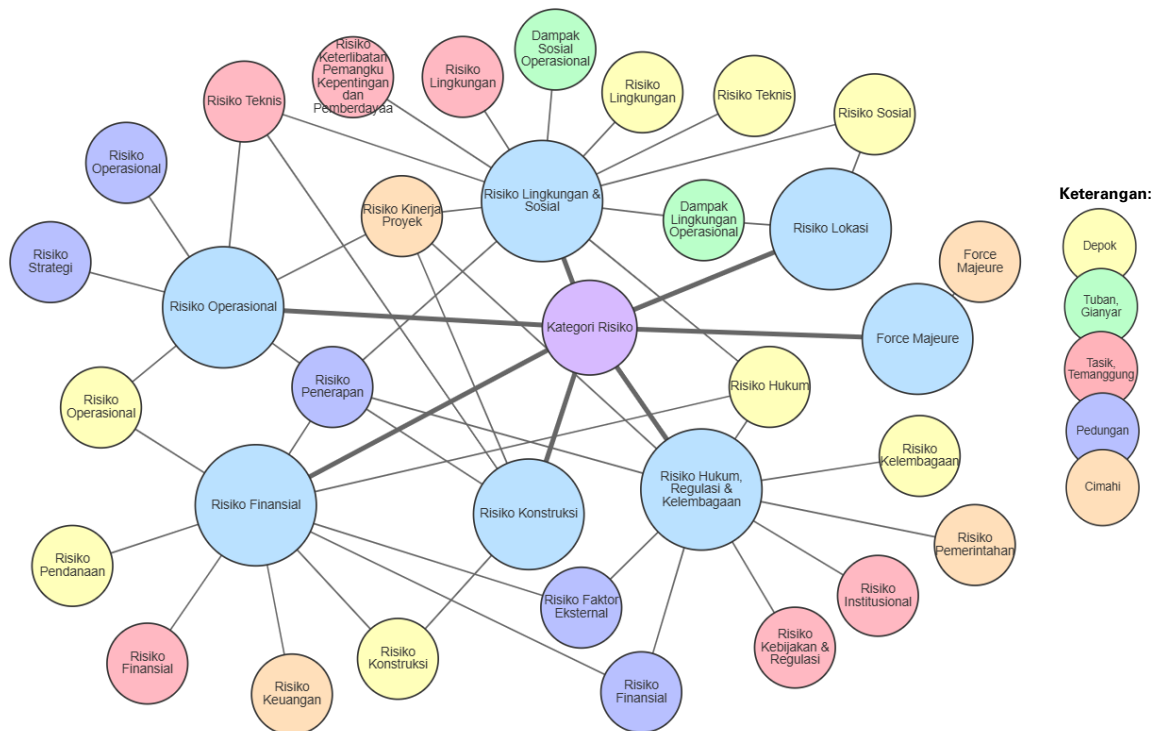 Risiko
Keterlibatan
Pemangku
Kepentingan
dan
Pemberdayaa
Risiko
Lingkungan
Dampak
Sosial
Operasional
Risiko
Lingkungan
Risiko Teknis
Risiko Sosial
Risiko Teknis
Risiko
Operasional
Risiko
Strategi
Risiko Kinerja
Proyek
Risiko Lingkungan &
Sosial
Dampak
Lingkungan
Operasional
Risiko Lokasi
Force
Majeure
Risiko Operasional
Kategori Risiko
Force Majeure
Risiko
Operasional
Risiko
Penerapan
Risiko Hukum
Risiko
Kelembagaan
Risiko Finansial
Risiko Konstruksi
Risiko Hukum,
Regulasi &
Kelembagaan
Risiko
Pemerintahan
Risiko
Pendanaan
Risiko
Finansial
Risiko
Keuangan
Risiko
Konstruksi
Risiko Faktor
Eksternal
Risiko
Finansial
Risiko
Kebijakan &
Regulasi
Risiko
Institusional
Keterangan:
Depok
Tuban,
Gianyar
Tasik,
Temanggung
Pedungan
Cimahi